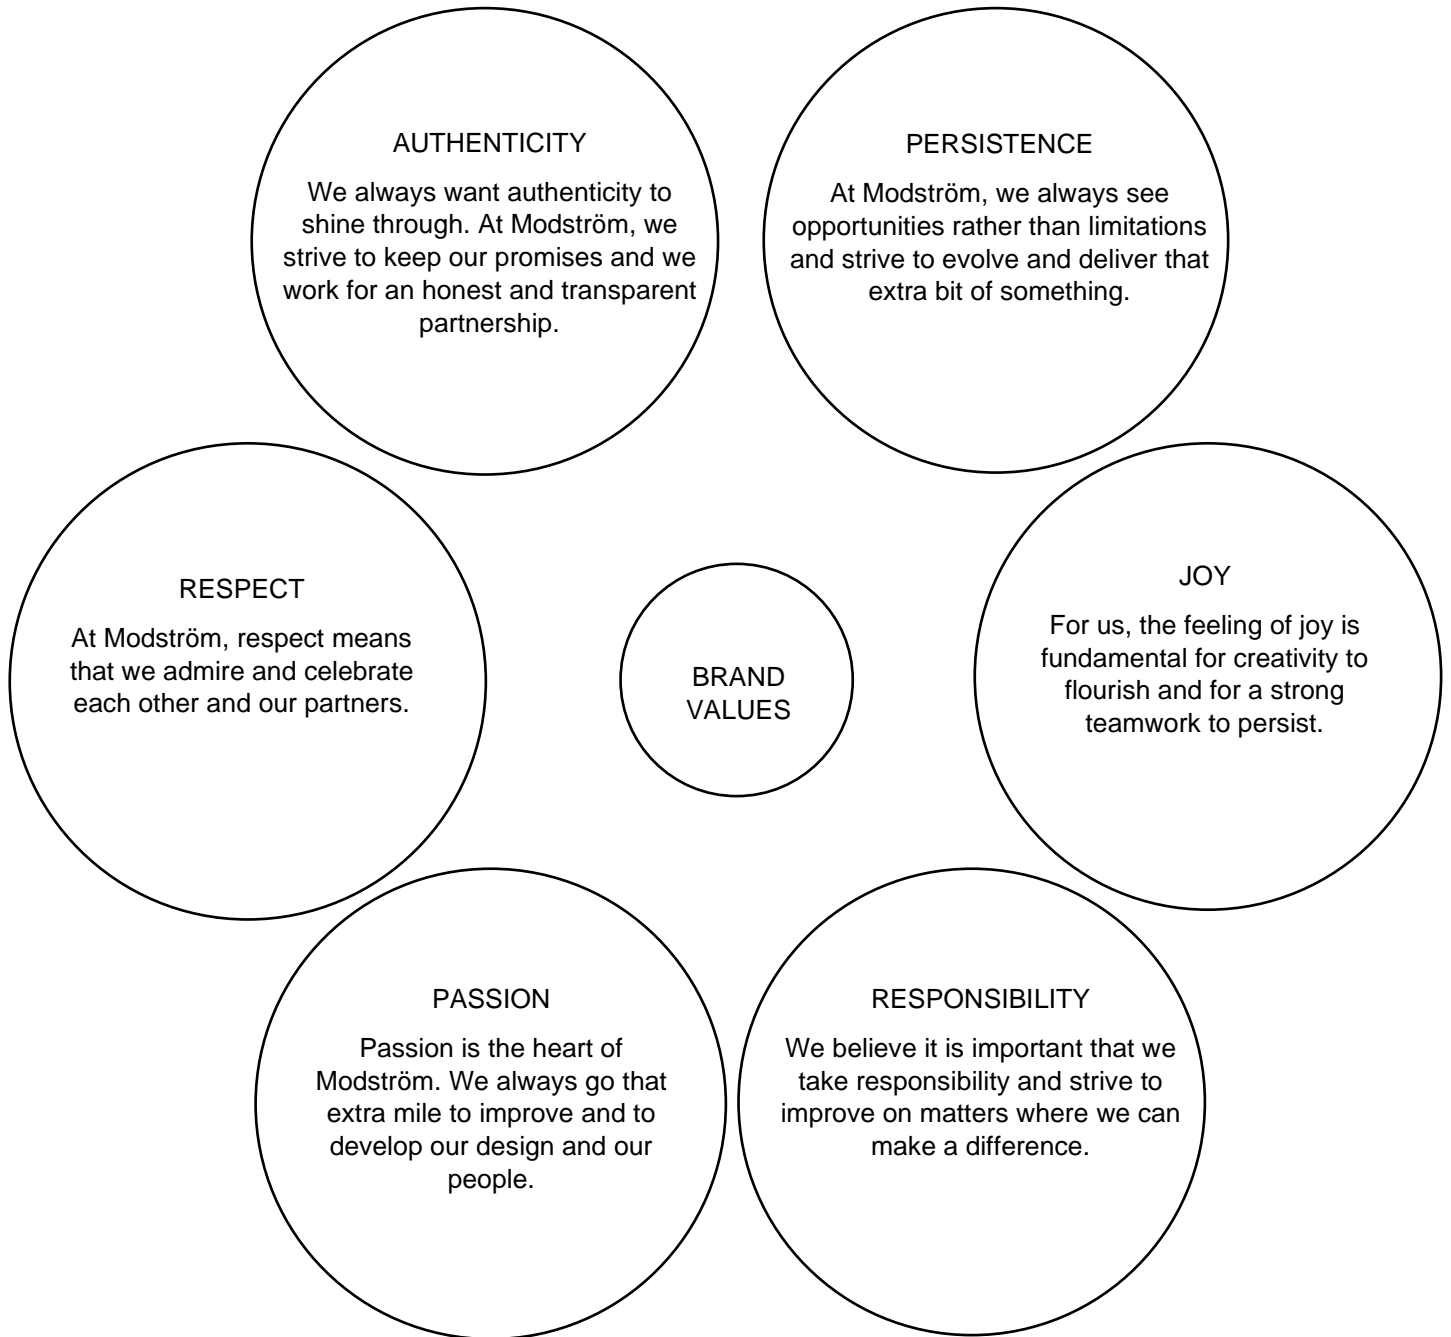 AUTHENTICITY
We always want authenticity to
shine through. At Modström, we
strive to keep our promises and we
work for an honest and transparent
partnership.
PERSISTENCE
At Modström, we always see
opportunities rather than limitations
and strive to evolve and deliver that
extra bit of something.
RESPECT
At Modström, respect means
that we admire and celebrate
each other and our partners.
BRAND
VALUES
JOY
For us, the feeling of joy is
fundamental for creativity to
flourish and for a strong
teamwork to persist.
PASSION
Passion is the heart of
Modström. We always go that
extra mile to improve and to
develop our design and our
people.
RESPONSIBILITY
We believe it is important that we
take responsibility and strive to
improve on matters where we can
make a difference.